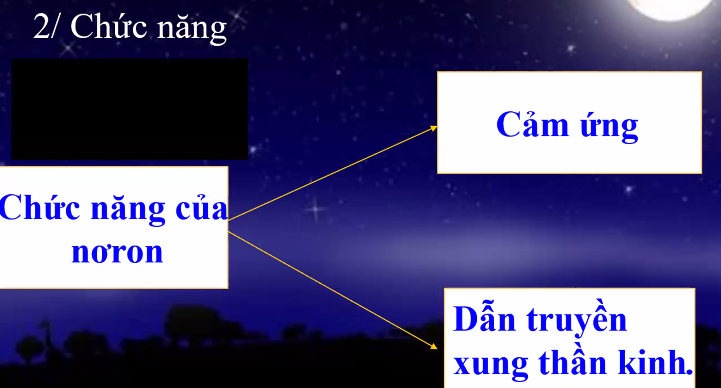 2/ Chức năng
Cảm ứng
Chức năng của
nơron
Dẫn truyền
xung thần kinh.